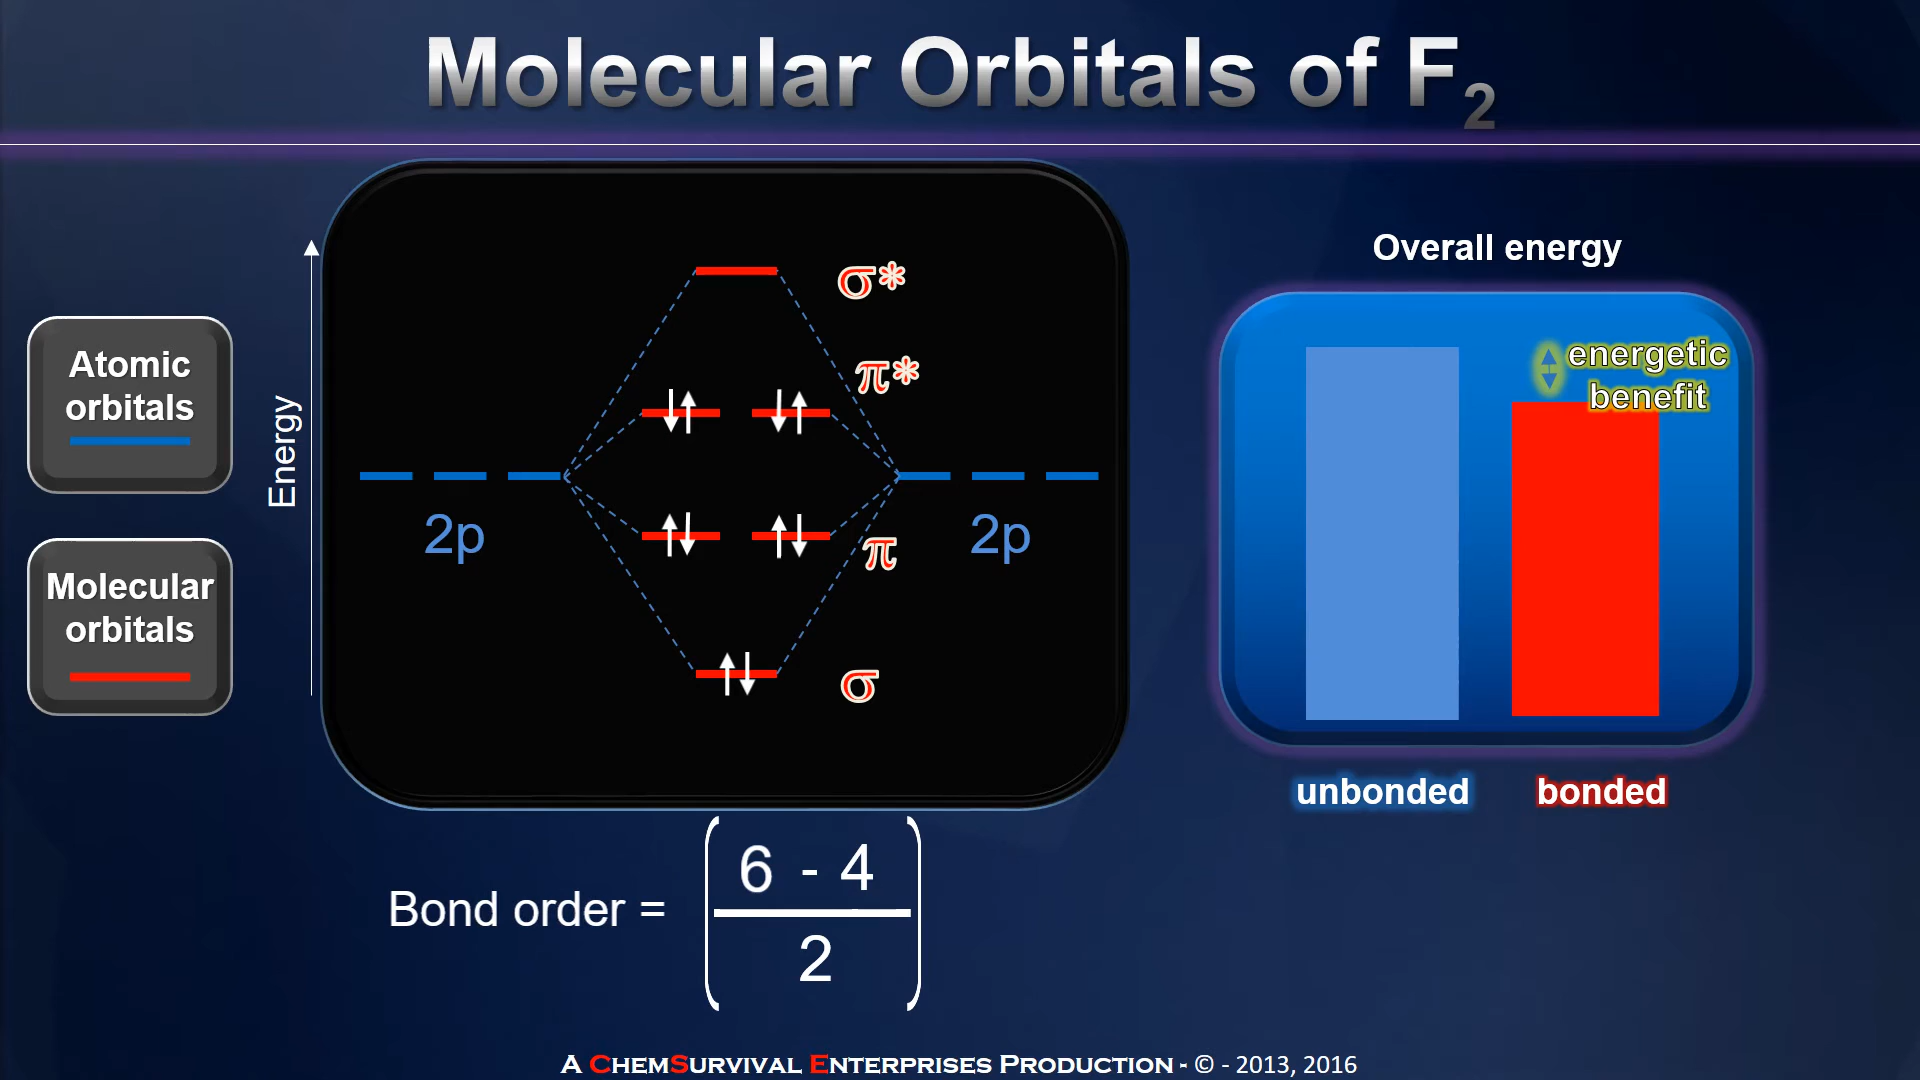 Molecular Orbitals of F₂
Atomic
orbitals
Molecular
orbitals
Energy
σ*
π*
2p
2p
π
σ
Overall energy
energetic
benefit
unbonded
bonded
Bond order =
6 - 4
2
A ChemSurvival Enterprises Production - © - 2013, 2016